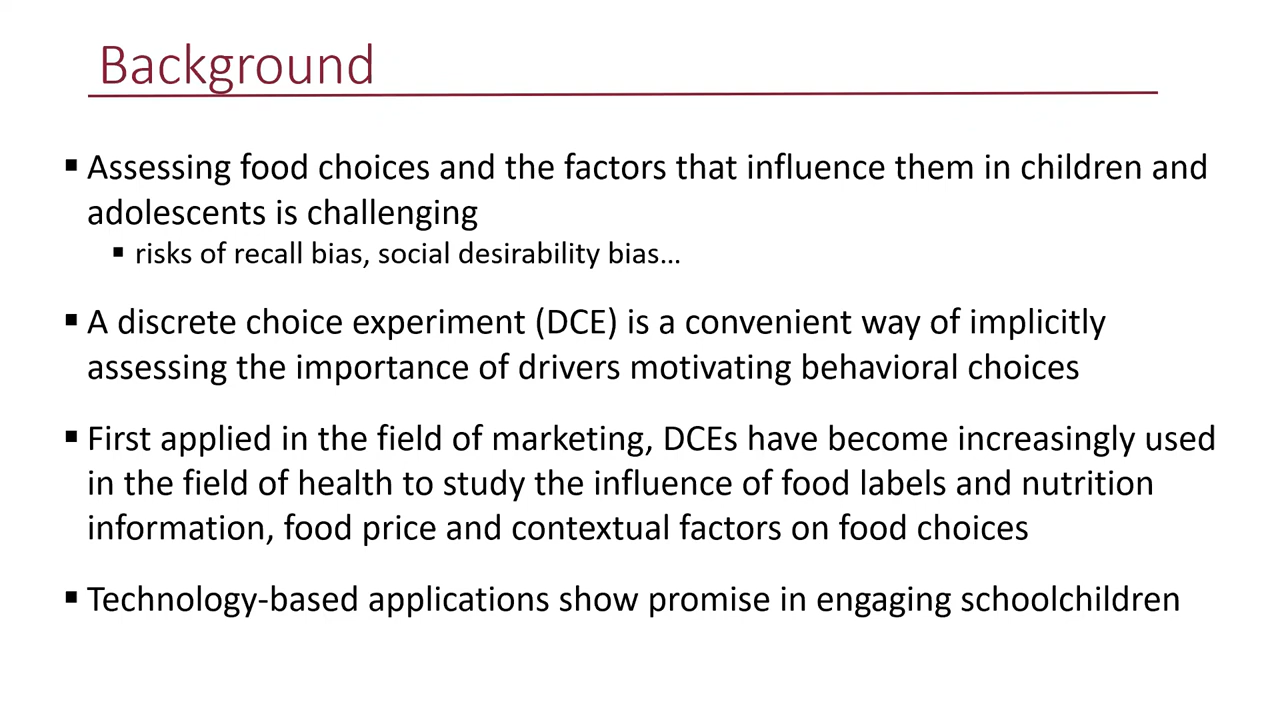 Background
▪ Assessing food choices and the factors that influence them in children and
adolescents is challenging
▪ risks of recall bias, social desirability bias…
▪ A discrete choice experiment (DCE) is a convenient way of implicitly
assessing the importance of drivers motivating behavioral choices
▪ First applied in the field of marketing, DCEs have become increasingly used
in the field of health to study the influence of food labels and nutrition
information, food price and contextual factors on food choices
▪ Technology-based applications show promise in engaging schoolchildren